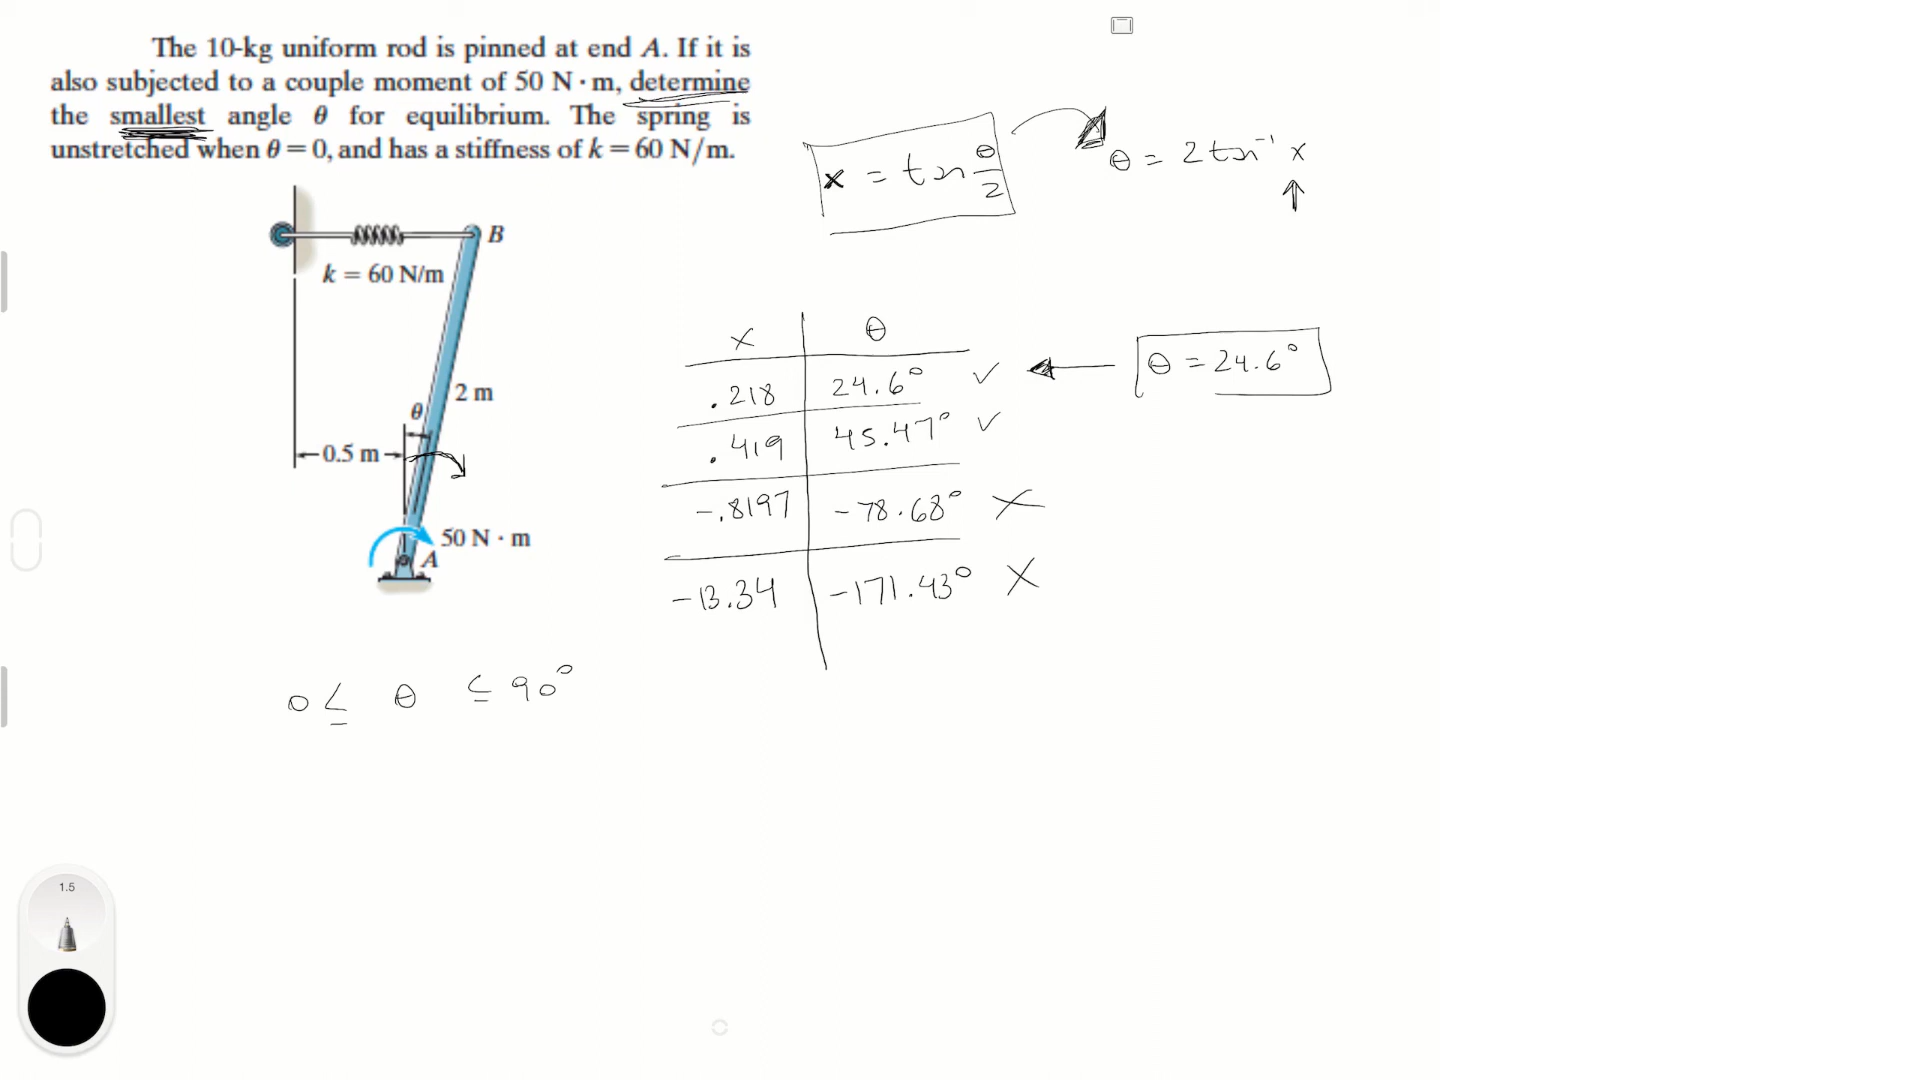 The 10-kg uniform rod is pinned at end A. If it is
also subjected to a couple moment of 50 N · m, determine
the smallest angle θ for equilibrium. The spring is
unstretched when θ = 0, and has a stiffness of k = 60 N/m.
x = tan θ/2
θ = 2 tan⁻¹ x
B
k = 60 N/m
2 m
θ
0.5 m
50 N · m
A
x θ
.218 24.6° ✓
θ = 24.6°
.419 45.47° ✓
-.8197 -78.68° X
-13.34 -171.43° X
0 ≤ θ ≤ 90°
1.5